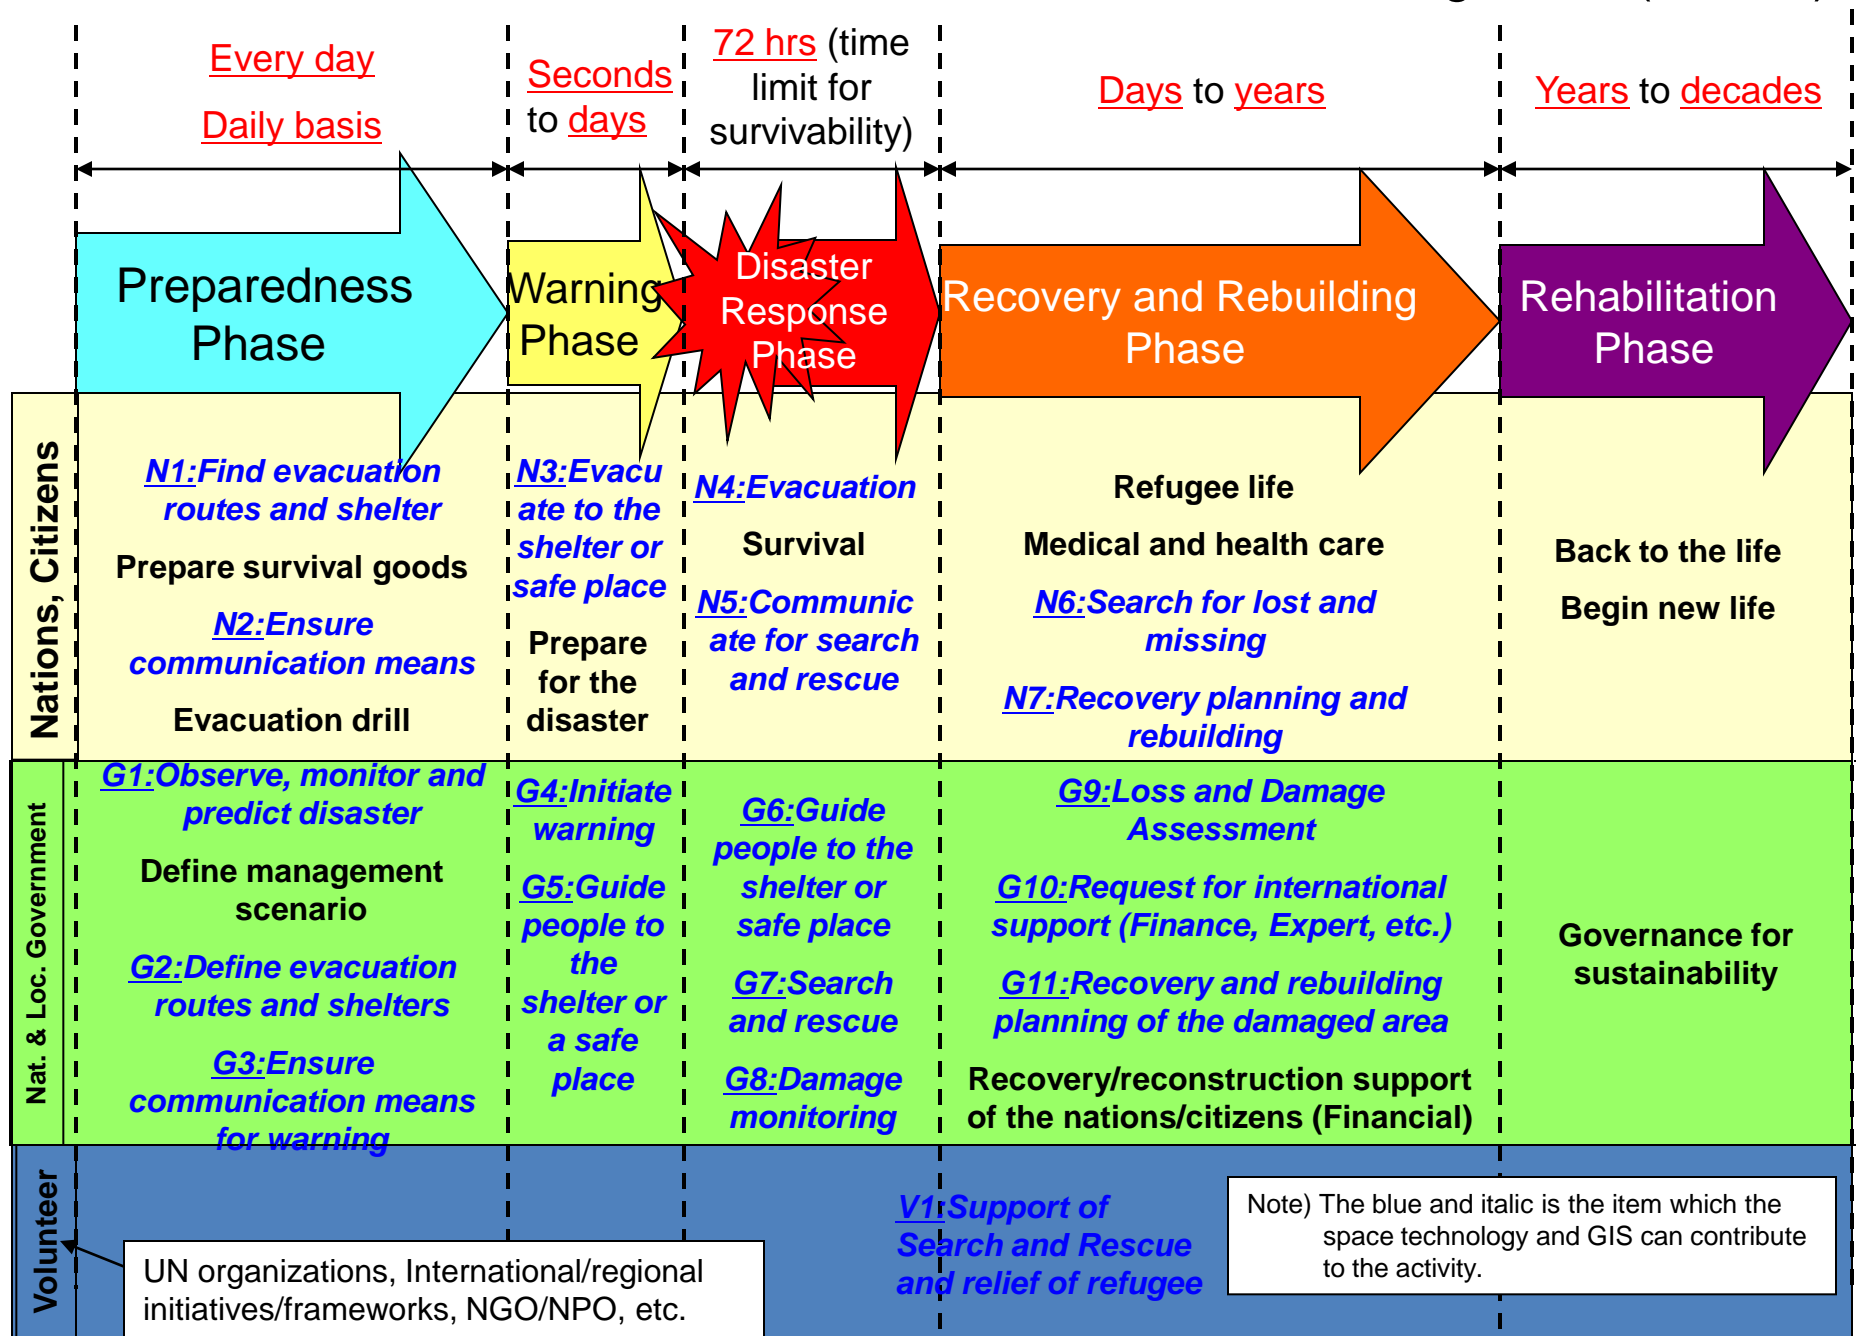 Every day
Daily basis
Seconds
to days
72 hrs (time
limit for
survivability)
Days to years
Years to decades
Preparedness
Phase
Warning
Phase
Disaster
Response
Phase
Recovery and Rebuilding
Phase
Rehabilitation
Phase
Nations, Citizens
N1:Find evacuation
routes and shelter
Prepare survival goods
N2:Ensure
communication means
Evacuation drill
N3:Evacu
ate to the
shelter or
safe place
Prepare
for the
disaster
N4:Evacuation
Survival
N5:Communic
ate for search
and rescue
Refugee life
Medical and health care
N6:Search for lost and
missing
N7:Recovery planning and
rebuilding
Back to the life
Begin new life
Nat. & Loc. Government
G1:Observe, monitor and
predict disaster
Define management
scenario
G2:Define evacuation
routes and shelters
G3:Ensure
communication means
for warning
G4:Initiate
warning
G5:Guide
people to
the
shelter or
a safe
place
G6:Guide
people to the
shelter or
safe place
G7:Search
and rescue
G8:Damage
monitoring
G9:Loss and Damage
Assessment
G10:Request for international
support (Finance, Expert, etc.)
G11:Recovery and rebuilding
planning of the damaged area
Recovery/reconstruction support
of the nations/citizens (Financial)
Governance for
sustainability
Volunteer
UN organizations, International/regional
initiatives/frameworks, NGO/NPO, etc.
V1:Support of
Search and Rescue
and relief of refugee
Note) The blue and italic is the item which the
space technology and GIS can contribute
to the activity.